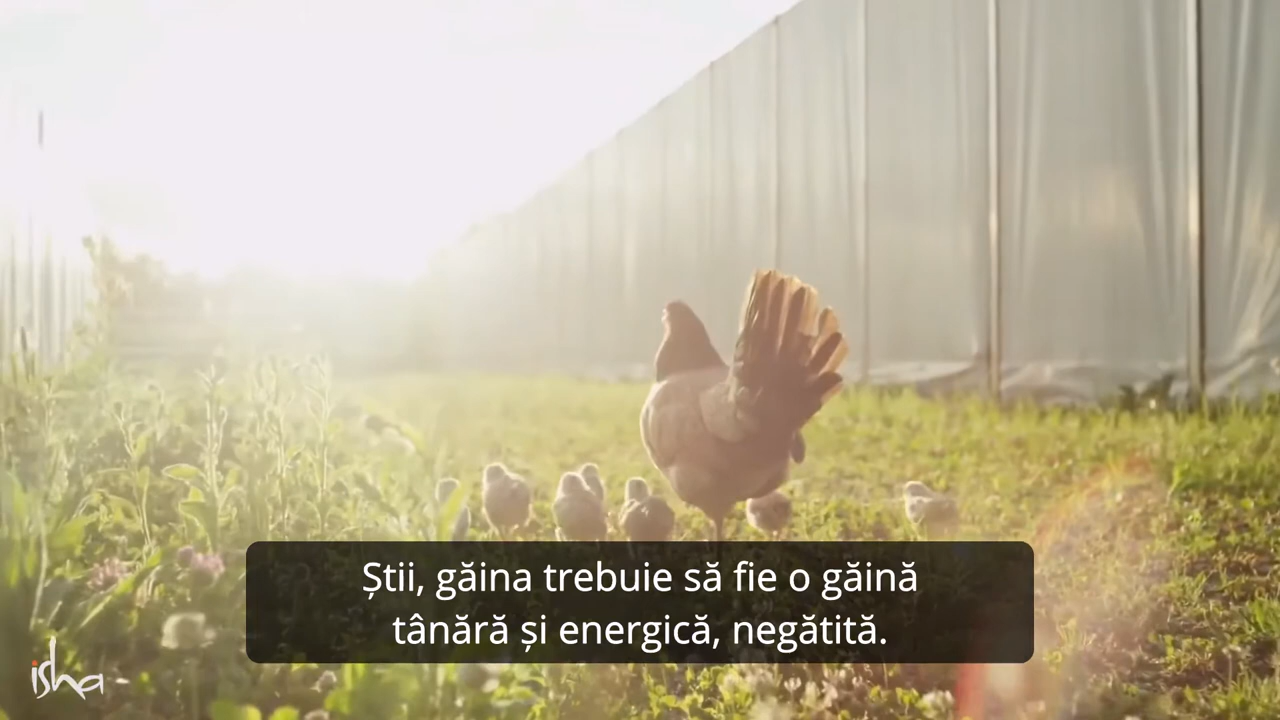 Știi, găina trebuie să fie o găină
tânără și energică, negătită.
isha